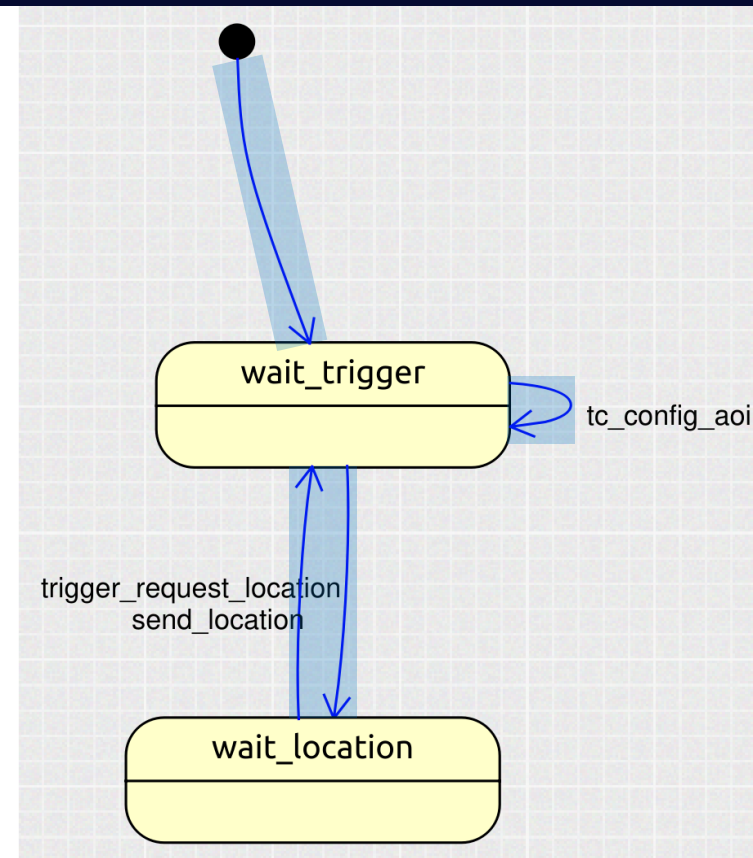 wait_trigger
tc_config_aoi
trigger_request_location
send_location
wait_location